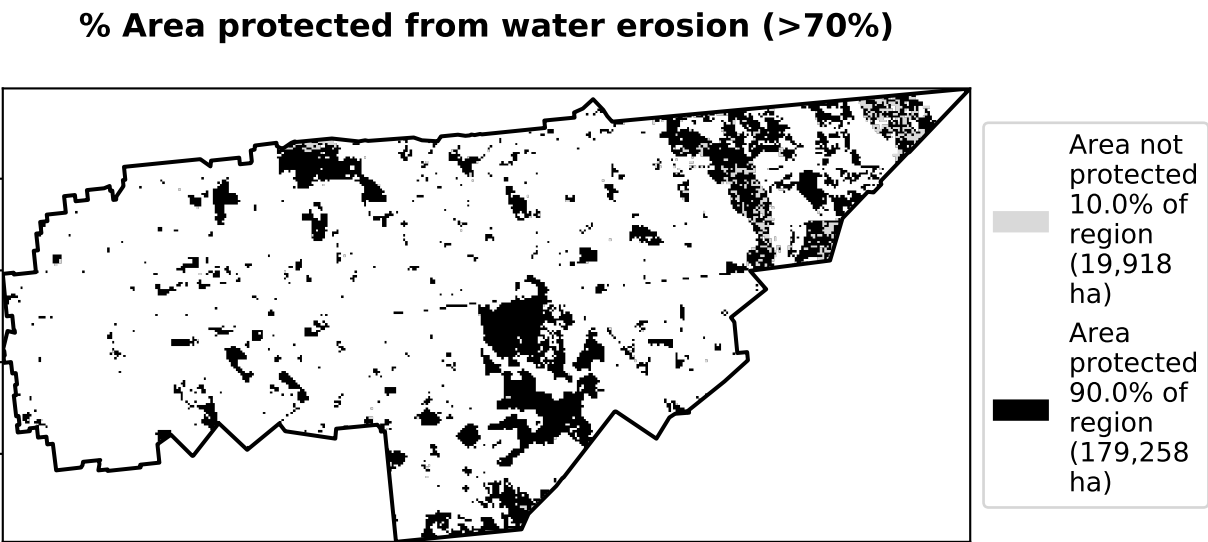 % Area protected from water erosion (>70%)
Area not
protected
10.0% of
region
(19,918
ha)
Area
protected
90.0% of
region
(179,258
ha)